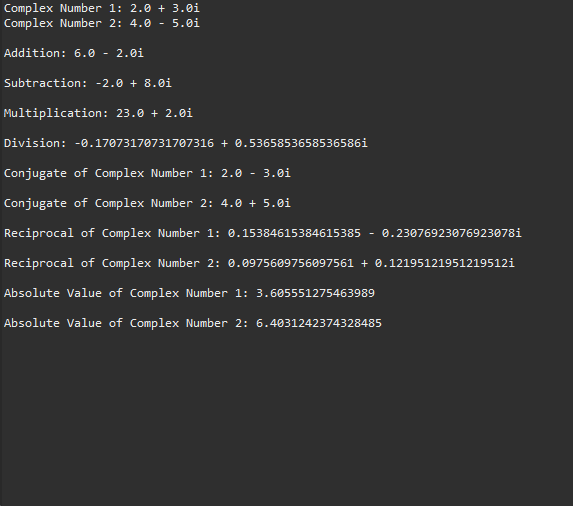 Complex Number 1: 2.0 + 3.0i
Complex Number 2: 4.0 - 5.0i
Addition: 6.0 - 2.0i
Subtraction: -2.0 + 8.0i
Multiplication: 23.0 + 2.0i
Division: -0.17073170731707316 + 0.5365853658536586i
Conjugate of Complex Number 1: 2.0 - 3.0i
Conjugate of Complex Number 2: 4.0 + 5.0i
Reciprocal of Complex Number 1: 0.15384615384615385 - 0.23076923076923078i
Reciprocal of Complex Number 2: 0.0975609756097561 + 0.12195121951219512i
Absolute Value of Complex Number 1: 3.605551275463989
Absolute Value of Complex Number 2: 6.4031242374328485